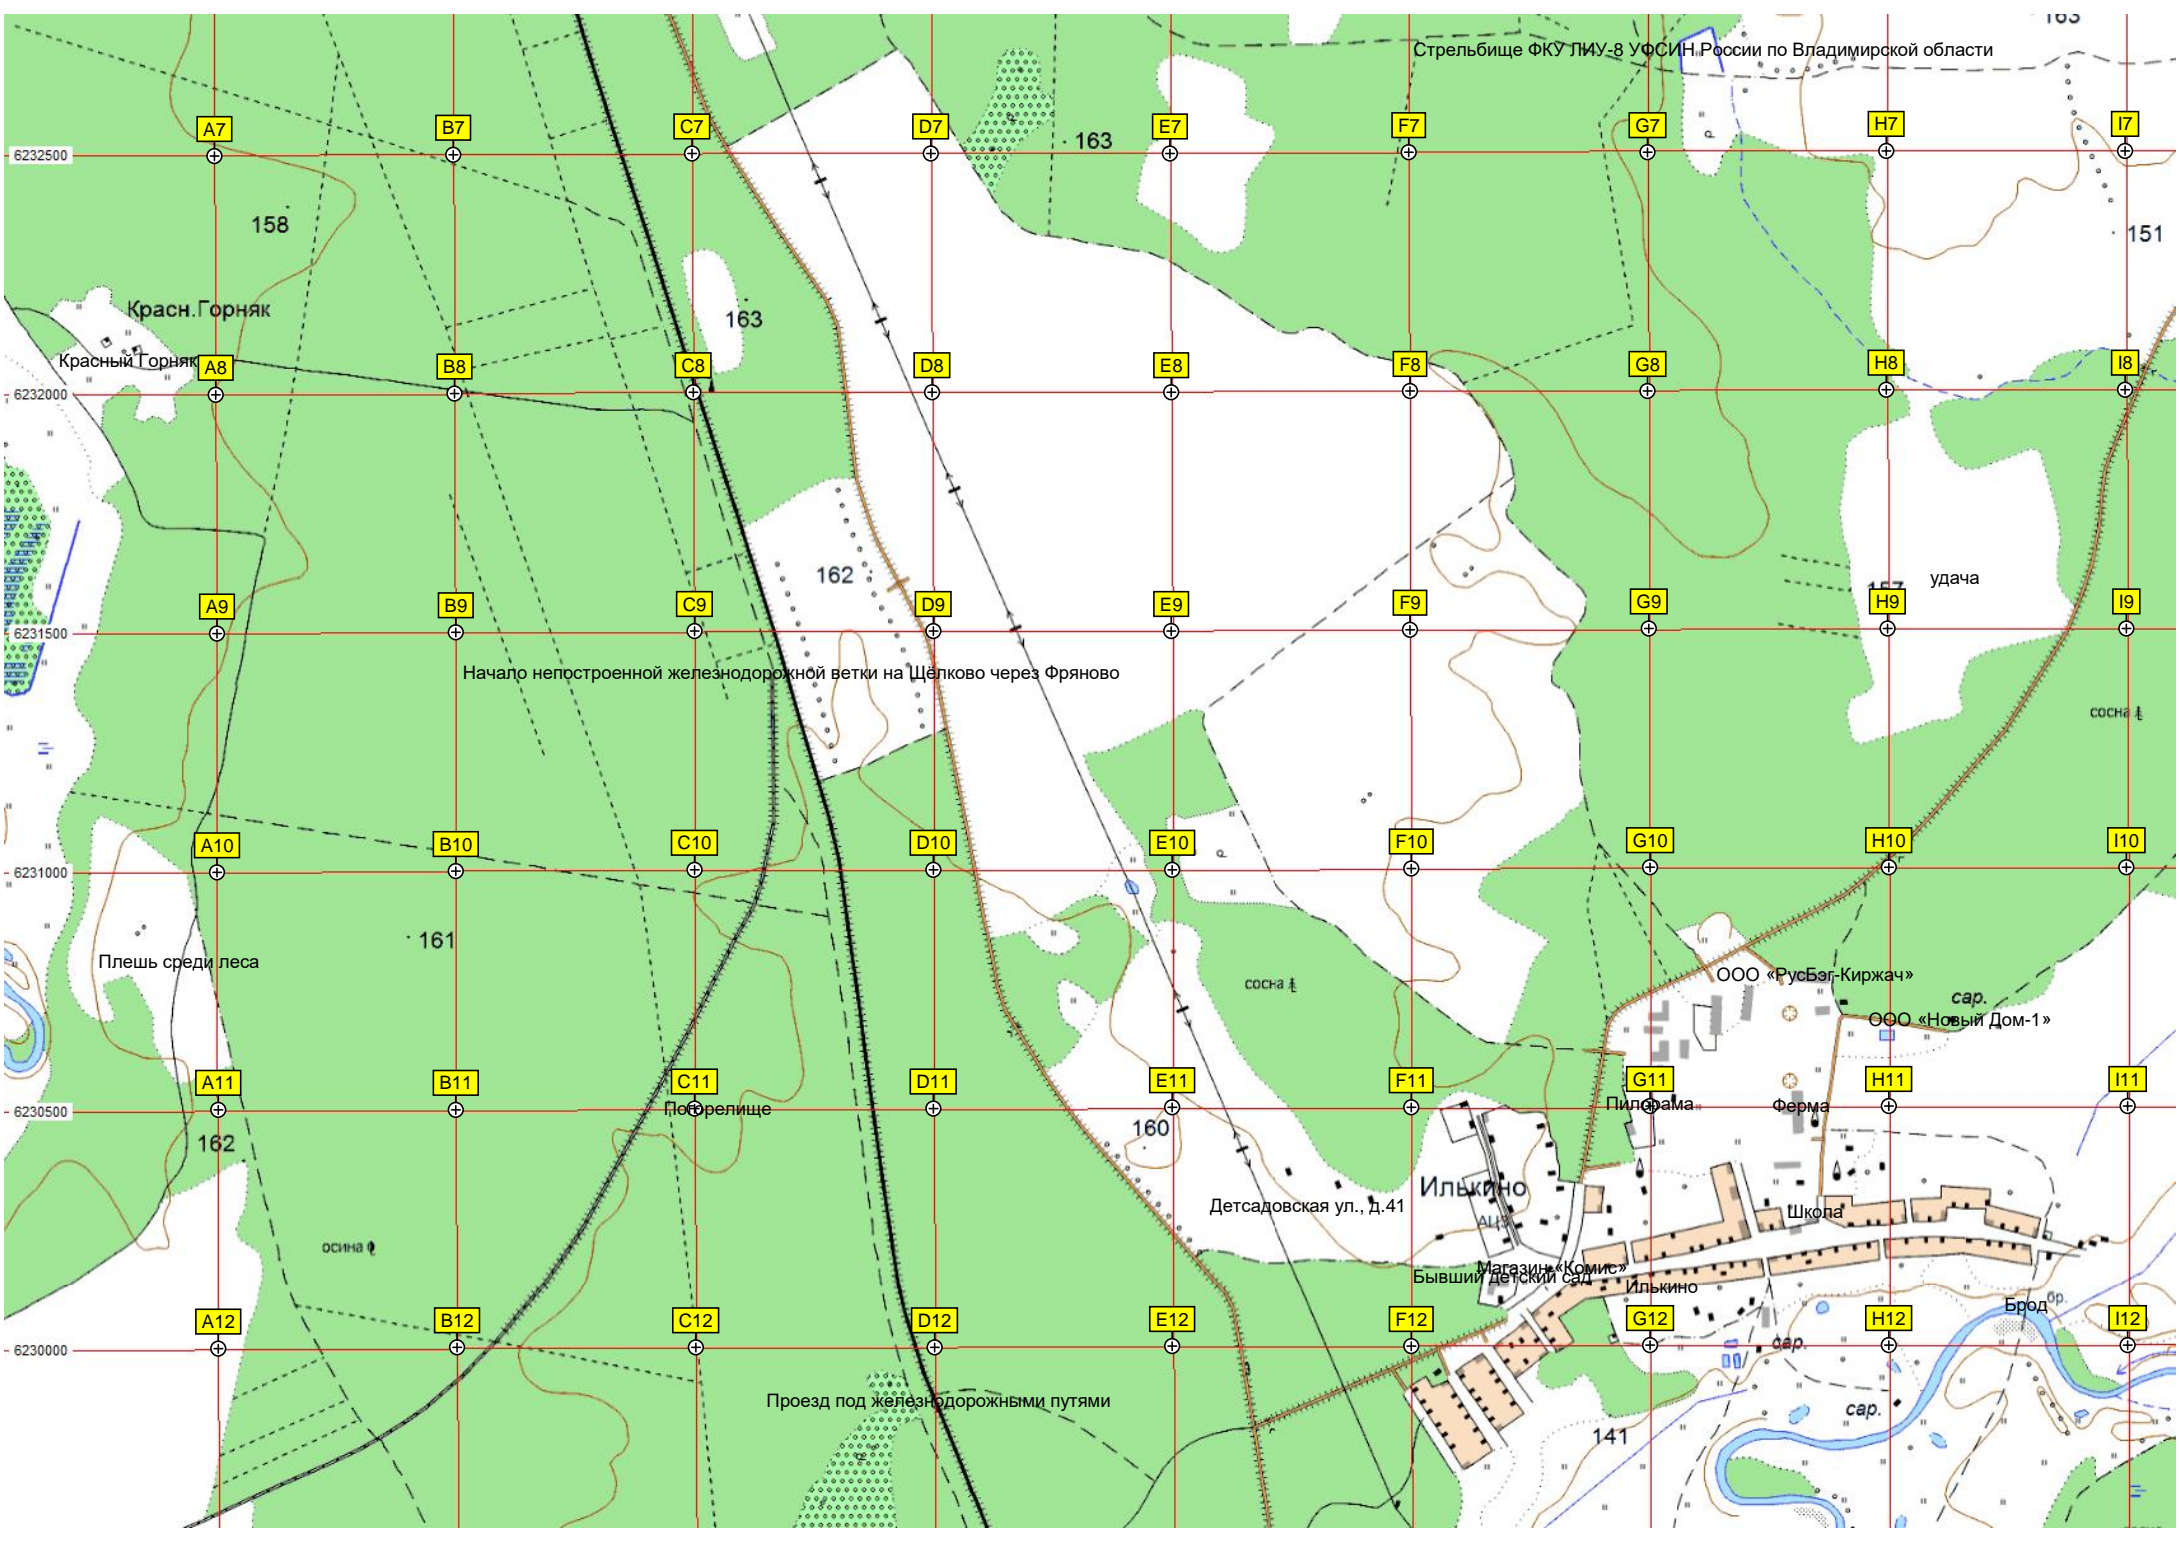 163
Стрельбище ФКУ ЛИУ-8 УФСИН России по Владимирской области
A7
B7
C7
D7
E7
F7
G7
H7
I7
163
6232500
158
151
Красн.Горняк
163
Красный Горняк
A8
B8
C8
D8
E8
F8
G8
H8
I8
6232000
162
157
удача
A9
B9
C9
D9
E9
F9
G9
H9
I9
6231500
Начало непостроенной железнодорожной ветки на Щёлково через Фряново
сосна
A10
B10
C10
D10
E10
F10
G10
H10
I10
6231000
161
Плешь среди леса
сосна
ООО «РусБэг-Киржач»
сар.
ООО «Новый Дом-1»
A11
B11
C11
D11
E11
F11
G11
H11
I11
6230500
Погорелище
Пилорама
Ферма
162
160
Илькино
Детсадовская ул., д.41
Школа
осина
Магазин «Комис»
Бывший детский сад
Илькино
Брод
бр.
A12
B12
C12
D12
E12
F12
G12
H12
I12
6230000
сар.
Проезд под железнодорожными путями
сар.
141